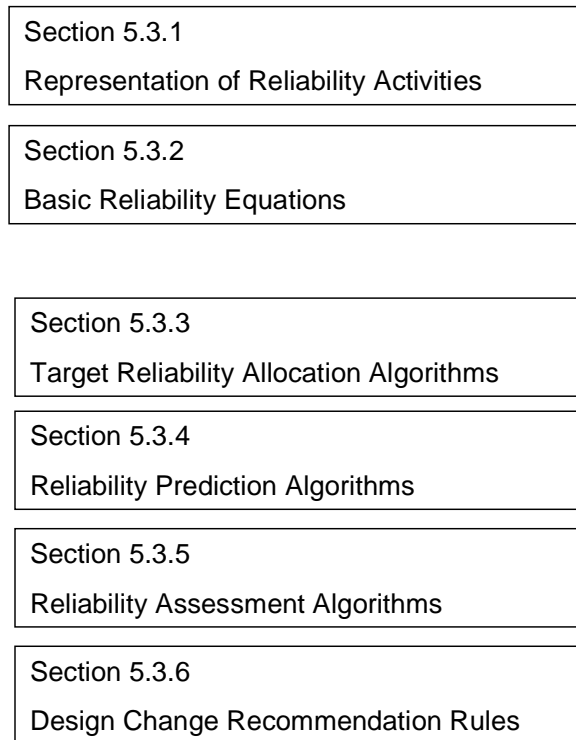 Section 5.3.1
Representation of Reliability Activities
Section 5.3.2
Basic Reliability Equations
Section 5.3.3
Target Reliability Allocation Algorithms
Section 5.3.4
Reliability Prediction Algorithms
Section 5.3.5
Reliability Assessment Algorithms
Section 5.3.6
Design Change Recommendation Rules